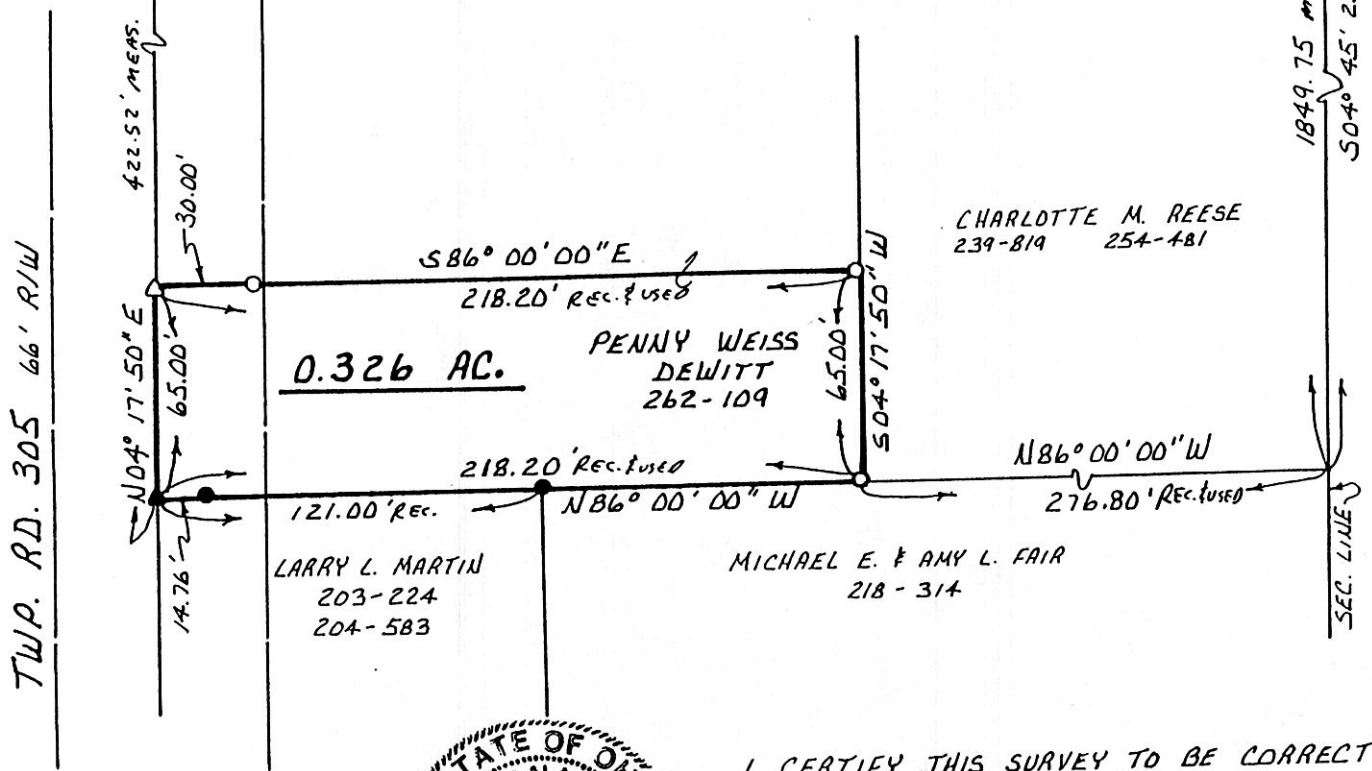 422.52' MEAS.
1849.75
S04° 45'
30.00'
CHARLOTTE M. REESE
239-819 254-481
S86° 00' 00" E
218.20' REC. & USED
TWP. RD. 305 66' R/W
N04° 17' 50" E
65.00'
0.326 AC.
PENNY WEISS
DEWITT
262-109
65.00'
S04° 17' 50" W
218.20' REC. & USED
N86° 00' 00" W
121.00' REC.
N86° 00' 00" W
276.80' REC. & USED
14.76'
LARRY L. MARTIN
203-224
204-583
MICHAEL E. & AMY L. FAIR
218-314
SEC. LINE
STATE OF
I CERTIFY THIS SURVEY TO BE CORRECT